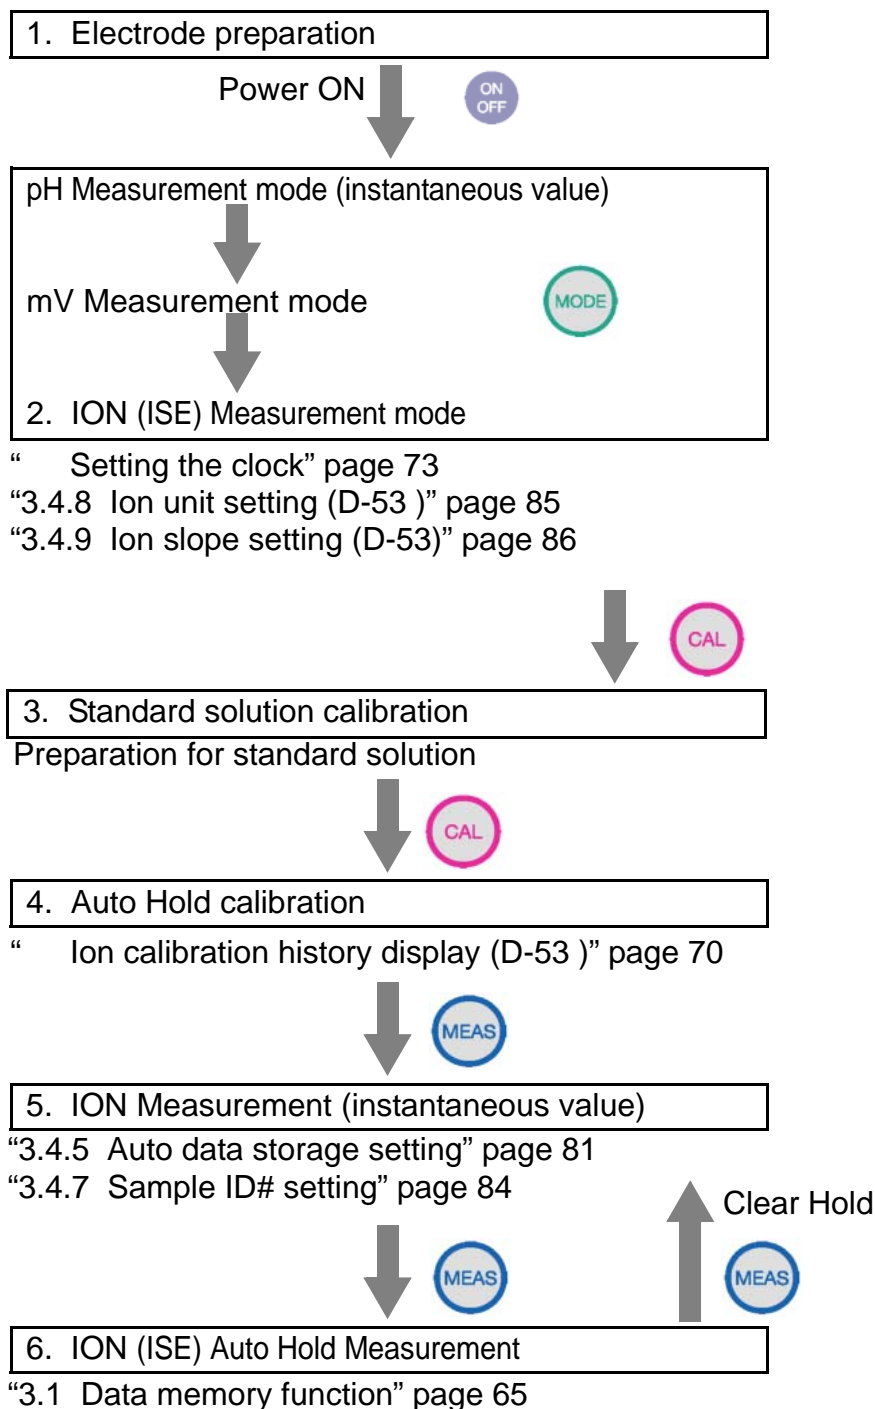 1. Electrode preparation
Power ON
ON
OFF
pH Measurement mode (instantaneous value)
mV Measurement mode
MODE
2. ION (ISE) Measurement mode
“ Setting the clock” page 73
“3.4.8 Ion unit setting (D-53 )” page 85
“3.4.9 Ion slope setting (D-53)” page 86
CAL
3. Standard solution calibration
Preparation for standard solution
CAL
4. Auto Hold calibration
“ Ion calibration history display (D-53 )” page 70
MEAS
5. ION Measurement (instantaneous value)
“3.4.5 Auto data storage setting” page 81
“3.4.7 Sample ID# setting” page 84
Clear Hold
MEAS
MEAS
6. ION (ISE) Auto Hold Measurement
“3.1 Data memory function” page 65